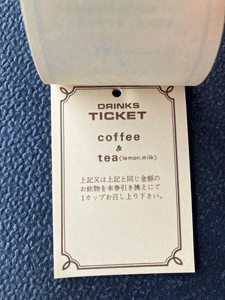 DRINKS
TICKET
coffee
&
tea(lemon.milk)
上記又は上記と同じ金額の
お飲物を本券引き換えにて
1カップお召し上り下さい。